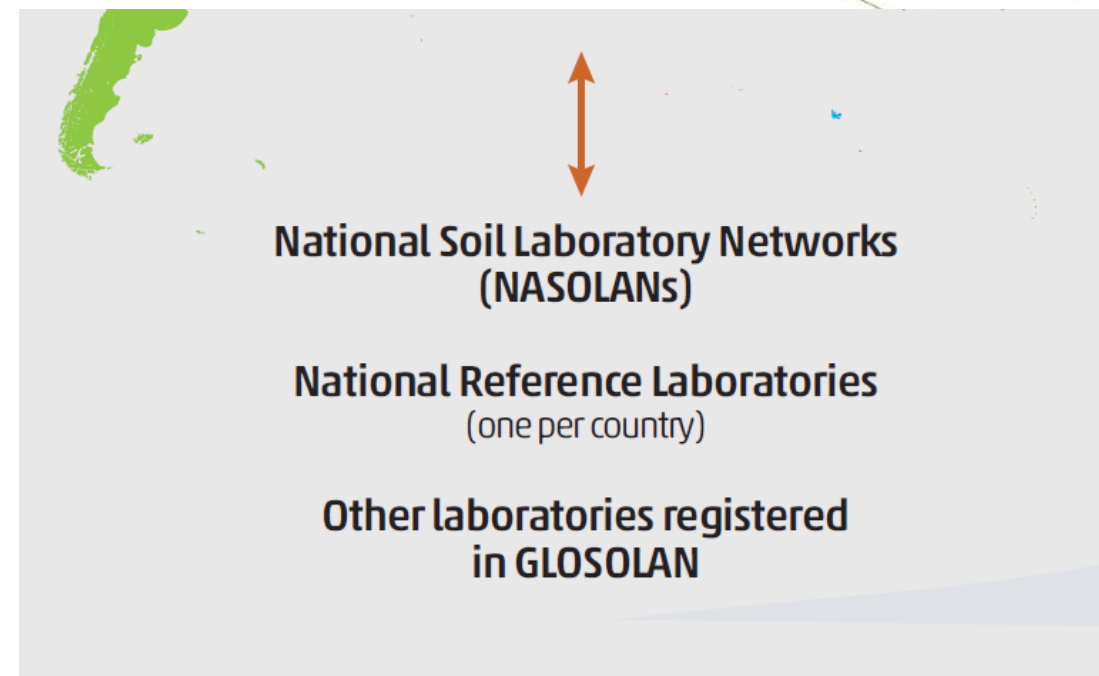 National Soil Laboratory Networks
(NASOLANs)
National Reference Laboratories
(one per country)
Other laboratories registered
in GLOSOLAN